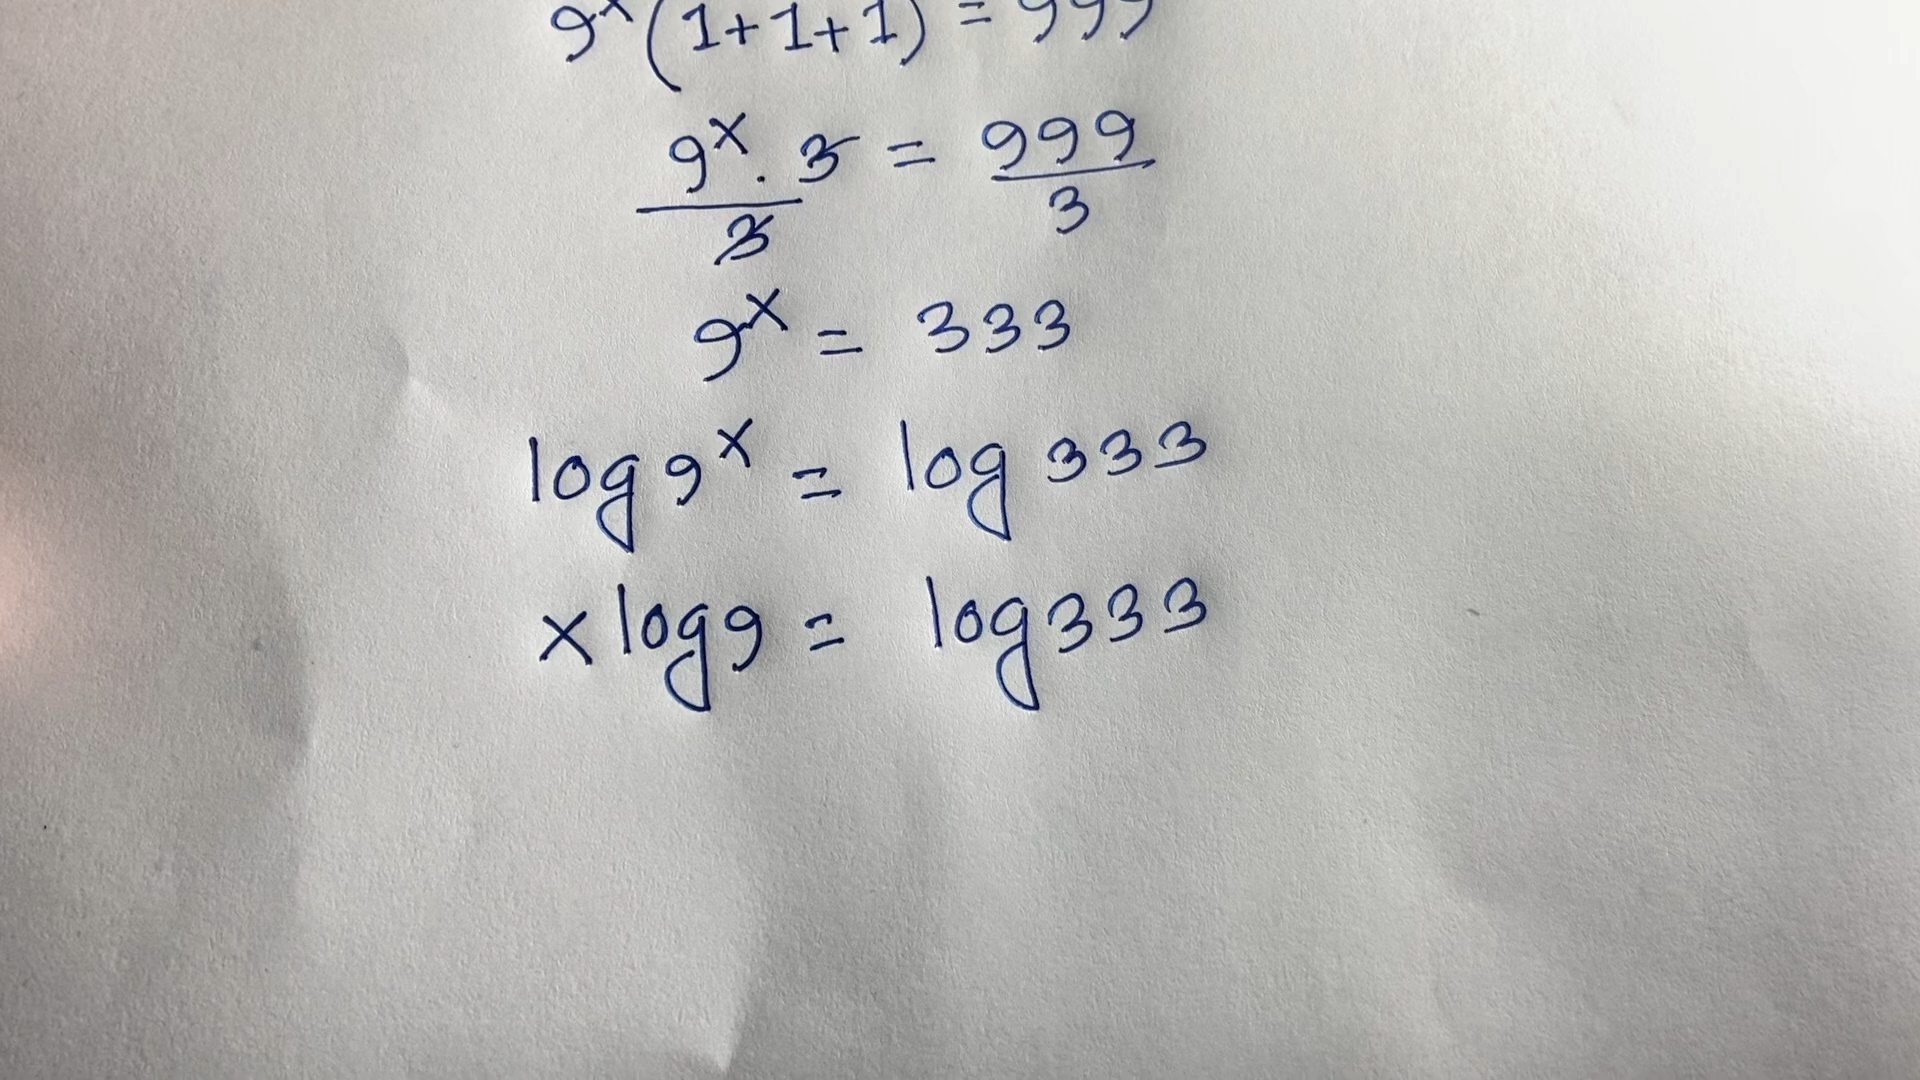 9^x (1+1+1) = 999
9^x . 3 / 3 = 999 / 3
9^x = 333
log 9^x = log 333
x log 9 = log 333